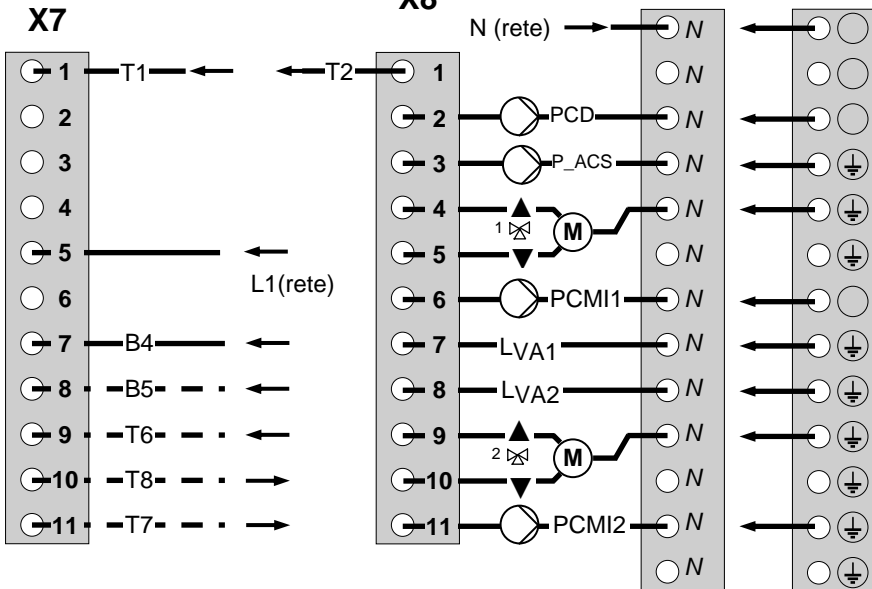 X7
X8
N (rete) N
1 T1 T2 1 N
2 2 PCD N
3 3 P_ACS N
4 4 1 M N
5 5 N
L1(rete)
6 6 PCMI1 N
7 B4 7 LVA1 N
8 B5 8 LVA2 N
9 T6 9 2 M N
10 T8 10 N
11 T7 11 PCMI2 N
N